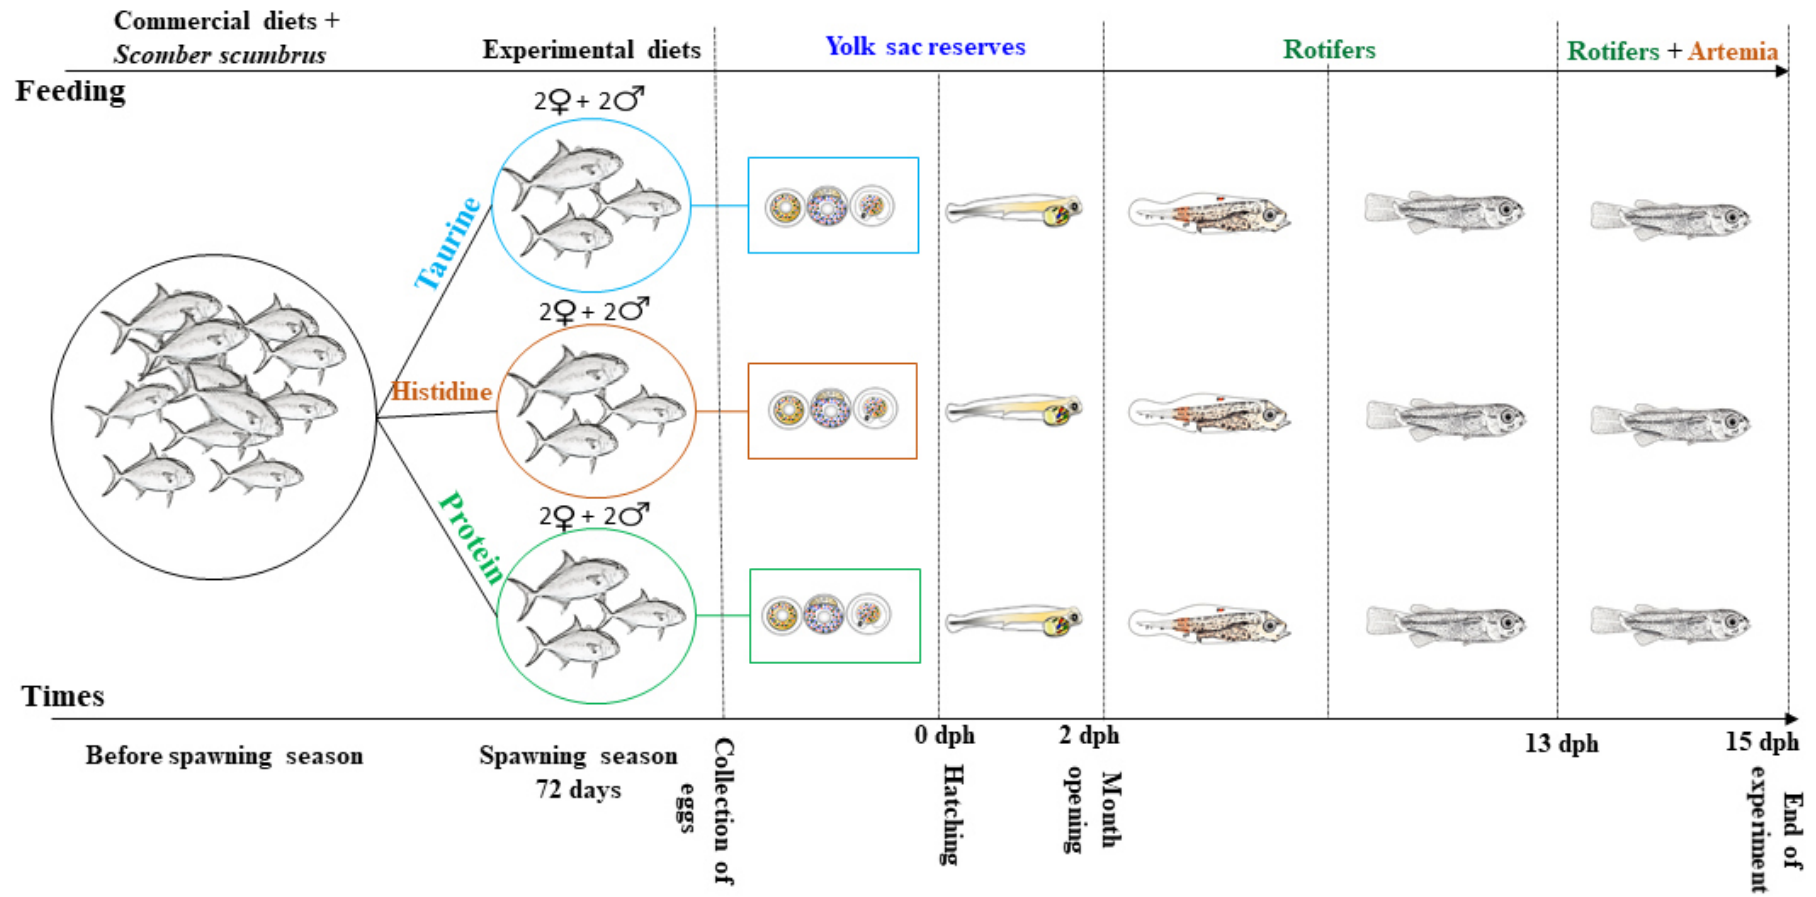 Commercial diets +
Scomber scumbrus
Experimental diets
Yolk sac reserves
Rotifers
Rotifers + Artemia
Feeding
2♀ + 2♂
Taurine
2♀ + 2♂
Histidine
2♀ + 2♂
Protein
Times
Before spawning season
Spawning season
72 days
Collection of
eggs
0 dph
Hatching
2 dph
Month
opening
13 dph
15 dph
End of
experiment